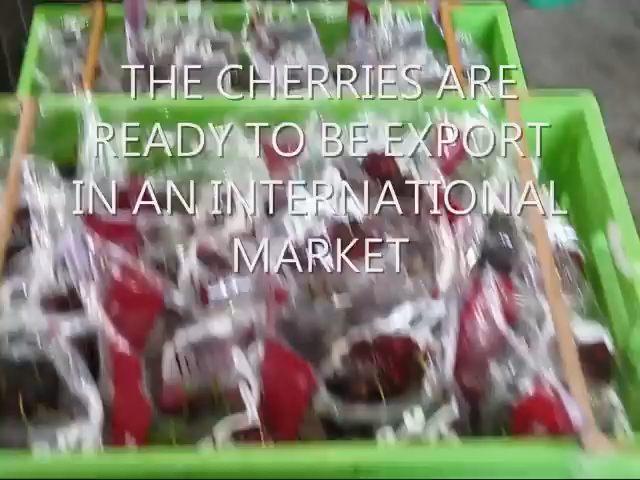 THE CHERRIES ARE
READY TO BE EXPORT
IN AN INTERNATIONAL
MARKET